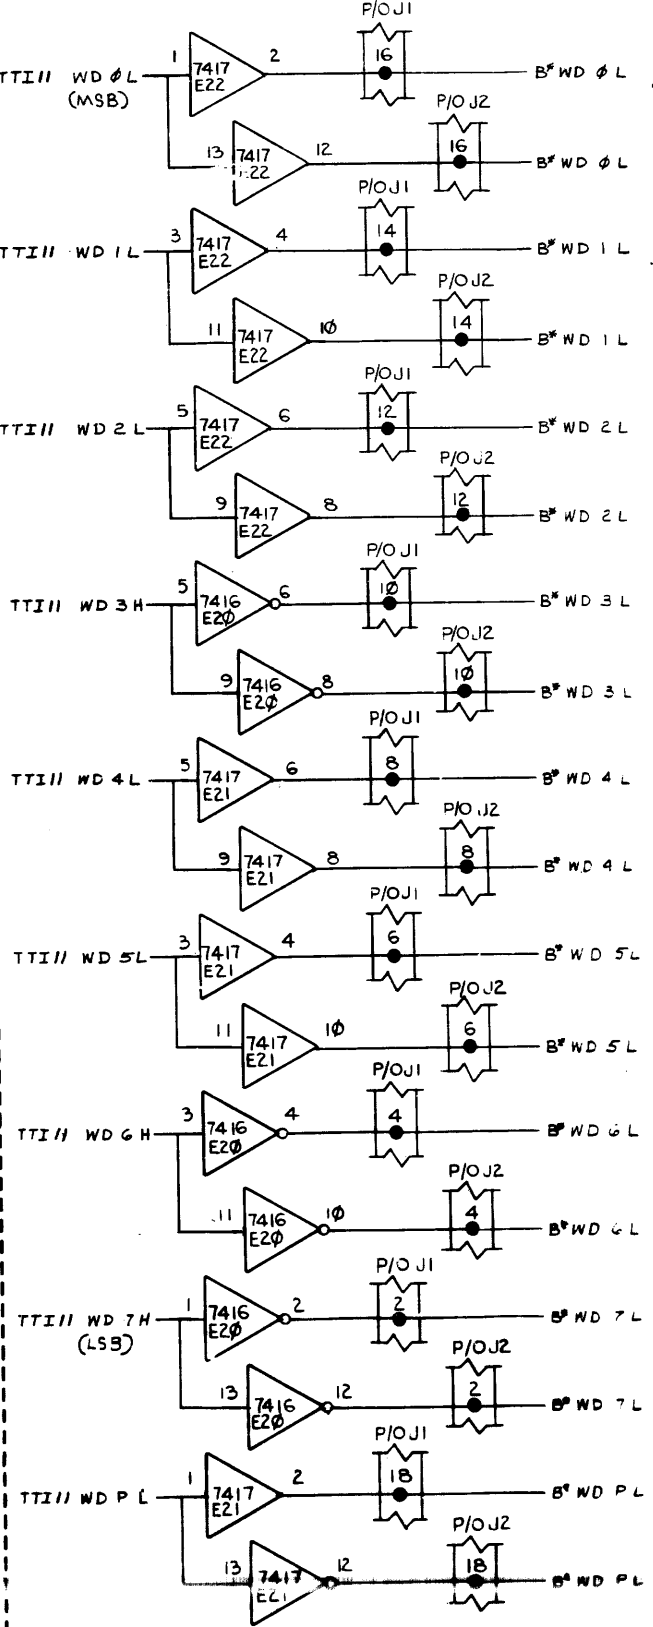 P/O J1
1 7417 2 16
TTI11 WD Ø L B* WD Ø L
(MSB) E22
P/O J2
13 7417 12 16 B* WD Ø L
E22
P/O J1
3 7417 4 14
TTI11 WD 1 L E22 B* WD 1 L
P/O J2
11 7417 1Ø 14 B* WD 1 L
E22
P/O J1
5 7417 6 12
TTI11 WD 2 L E22 B* WD 2 L
P/O J2
9 7417 8 12 B* WD 2 L
E22
P/O J1
5 7416 6 1Ø
TTI11 WD 3 H E2Ø B* WD 3 L
P/O J2
9 7416 8 1Ø B* WD 3 L
E2Ø
P/O J1
5 7417 6 8
TTI11 WD 4 L E21 B* WD 4 L
P/O J2
9 7417 8 8 B* WD 4 L
E21
P/O J1
3 7417 4 6
TTI11 WD 5 L E21 B* WD 5 L
P/O J2
11 7417 1Ø 6 B* WD 5 L
E21
P/O J1
3 7416 4 4
TTI11 WD 6 H E2Ø B* WD 6 L
P/O J2
11 7416 1Ø 4 B* WD 6 L
E2Ø
P/O J1
1 7416 2 2
TTI11 WD 7 H E2Ø B* WD 7 L
(LSB)
P/O J2
13 7416 12 2 B* WD 7 L
E2Ø
P/O J1
1 7417 2 18
TTI11 WD P L E21 B* WD P L
P/O J2
13 7417 12 18 B* WD P L
E21